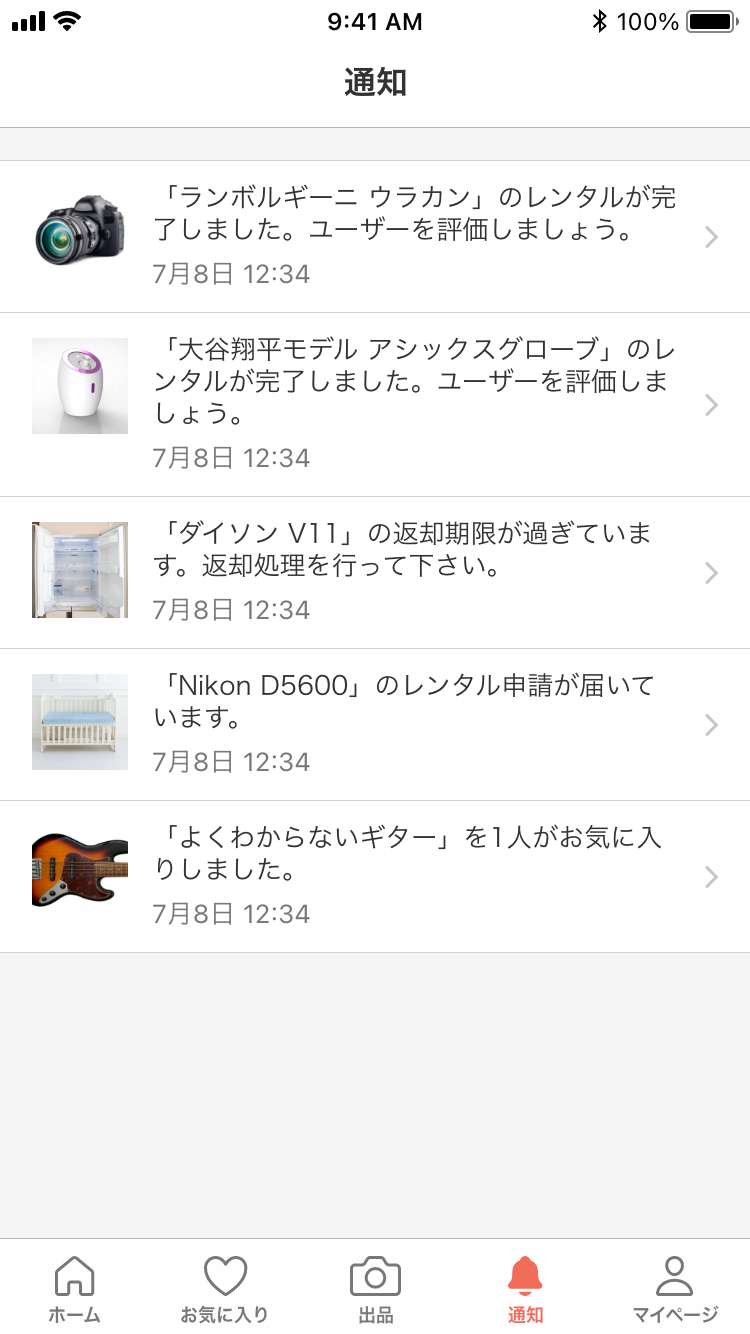 9:41 AM
100%
通知
「ランボルギーニ ウラカン」のレンタルが完
了しました。ユーザーを評価しましょう。
7月8日 12:34
「大谷翔平モデル アシックスグローブ」のレ
ンタルが完了しました。ユーザーを評価しま
しょう。
7月8日 12:34
「ダイソン V11」の返却期限が過ぎていま
す。返却処理を行って下さい。
7月8日 12:34
「Nikon D5600」のレンタル申請が届いて
います。
7月8日 12:34
「よくわからないギター」を1人がお気に入
りしました。
7月8日 12:34
ホーム
お気に入り
出品
通知
マイページ